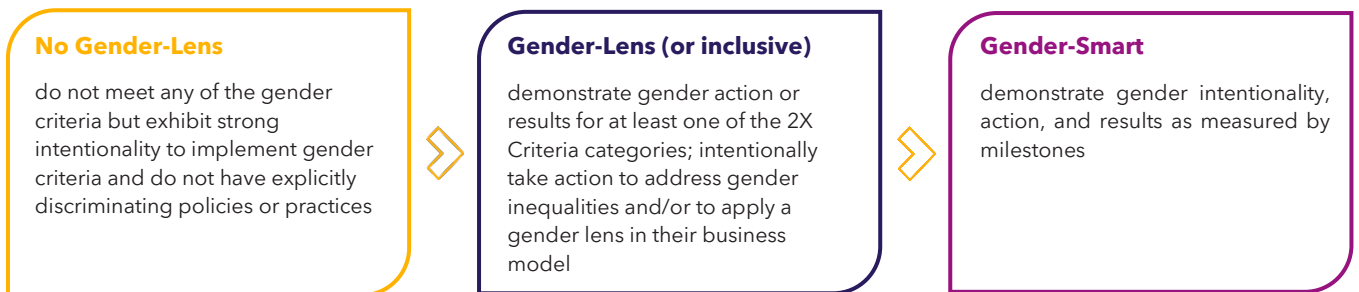 No Gender-Lens
do not meet any of the gender
criteria but exhibit strong
intentionality to implement gender
criteria and do not have explicitly
discriminating policies or practices
Gender-Lens (or inclusive)
demonstrate gender action or
results for at least one of the 2X
Criteria categories; intentionally
take action to address gender
inequalities and/or to apply a
gender lens in their business
model
Gender-Smart
demonstrate gender intentionality,
action, and results as measured by
milestones